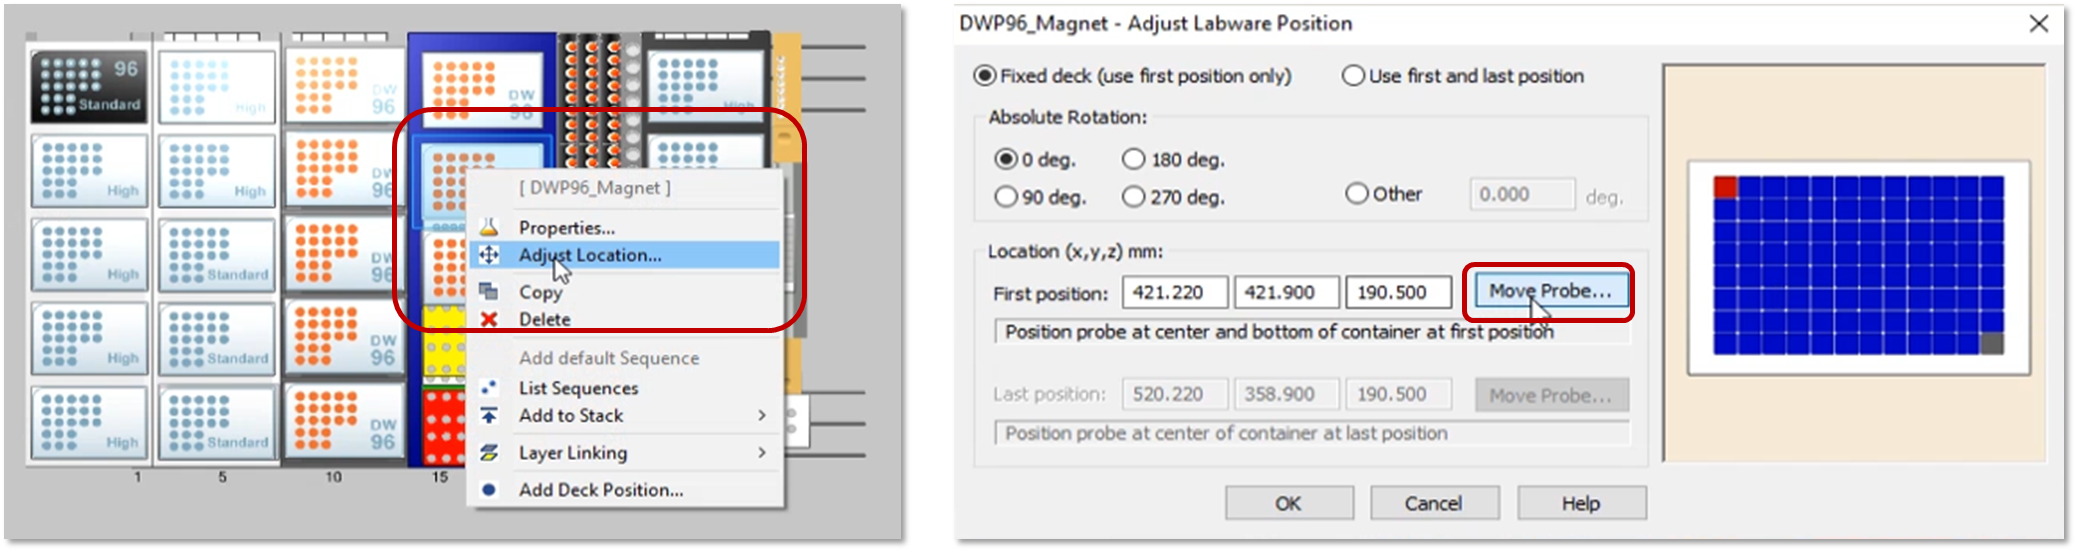 96
Standard
High
DW
96
DW
96
High
High
High
DW
96
High
Standard
DW
96
High
Standard
DW
96
High
Standard
DW
96
1 5 10 15
[ DWP96_Magnet ]
Properties...
Adjust Location...
Copy
Delete
Add default Sequence
List Sequences
Add to Stack
Layer Linking
Add Deck Position...
DWP96_Magnet - Adjust Labware Position
Fixed deck (use first position only) Use first and last position
Absolute Rotation:
0 deg. 180 deg.
90 deg. 270 deg. Other 0.000 deg.
Location (x,y,z) mm:
First position: 421.220 421.900 190.500 Move Probe...
Position probe at center and bottom of container at first position
Last position: 520.220 358.900 190.500 Move Probe...
Position probe at center of container at last position
OK Cancel Help